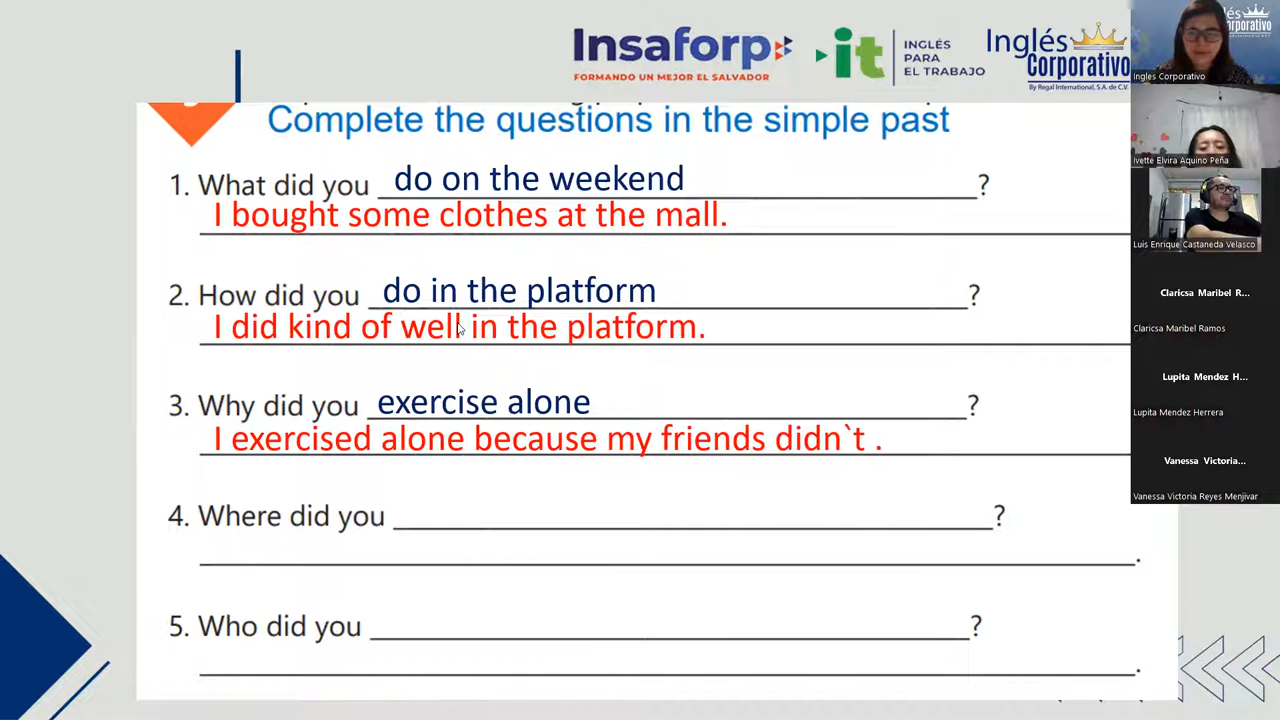 Insaforp
FORMANDO UN MEJOR EL SALVADOR
it
INGLÉS
PARA
EL TRABAJO
Inglés
Corporativo
By Regal International, S.A. de C.V.
Complete the questions in the simple past
1. What did you do on the weekend ?
I bought some clothes at the mall.
2. How did you do in the platform ?
I did kind of well in the platform.
3. Why did you exercise alone ?
I exercised alone because my friends didn`t .
4. Where did you ?
.
5. Who did you ?
.
Ingles Corporativo
Ivette Elvira Aquino Peña
Luis Enrique Castaneda Velasco
Claricsa Maribel R...
Claricsa Maribel Ramos
Lupita Mendez H...
Lupita Mendez Herrera
Vanessa Victoria...
Vanessa Victoria Reyes Menjivar